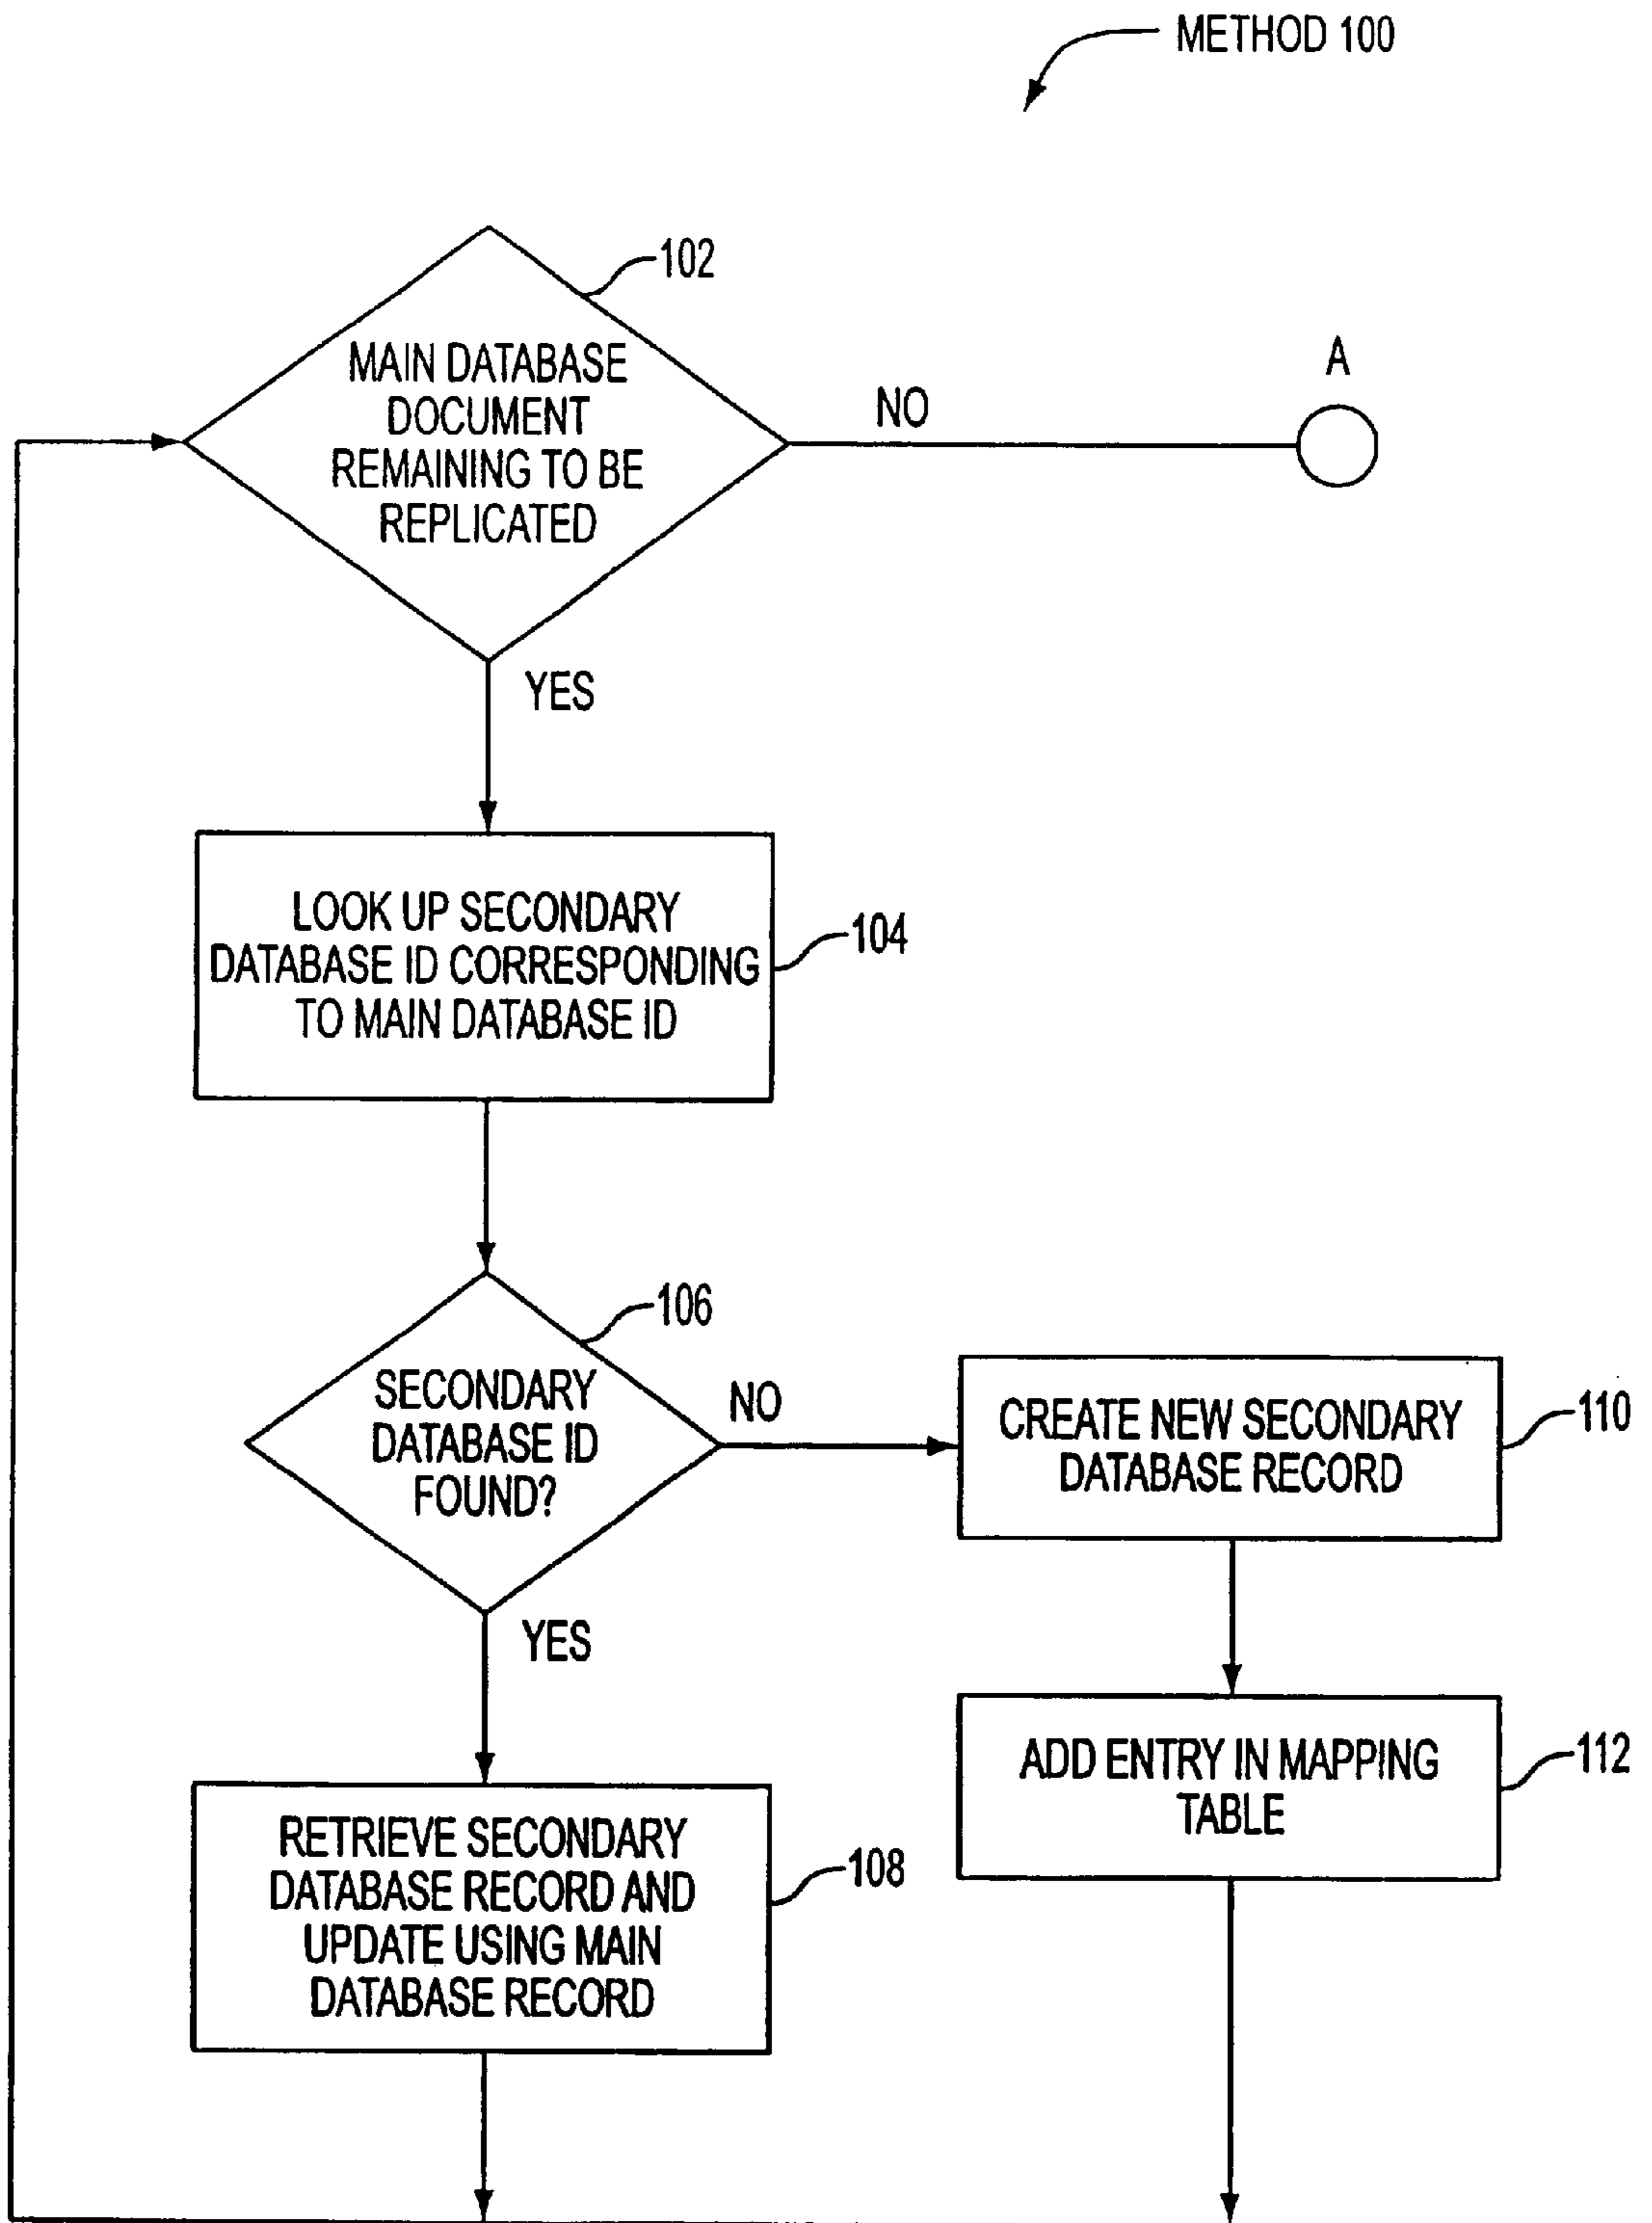 METHOD 100
102
MAIN DATABASE
DOCUMENT
REMAINING TO BE
REPLICATED
NO
A
YES
LOOK UP SECONDARY
DATABASE ID CORRESPONDING
TO MAIN DATABASE ID
104
106
SECONDARY
DATABASE ID
FOUND?
NO
CREATE NEW SECONDARY
DATABASE RECORD
110
YES
ADD ENTRY IN MAPPING
TABLE
112
RETRIEVE SECONDARY
DATABASE RECORD AND
UPDATE USING MAIN
DATABASE RECORD
108